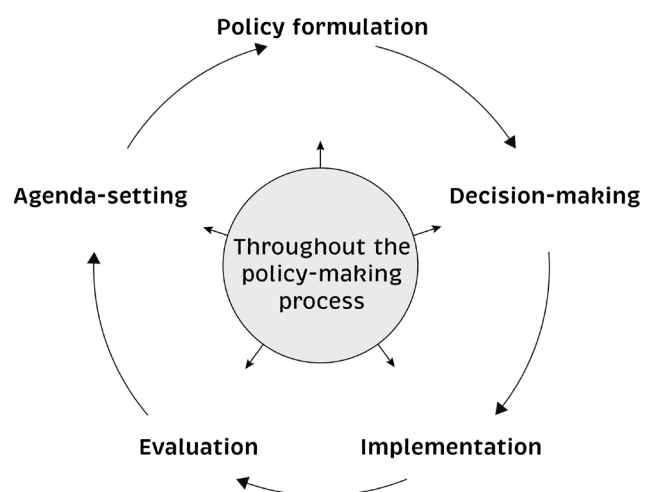 Policy formulation
Agenda-setting
Decision-making
Throughout the
policy-making
process
Evaluation
Implementation